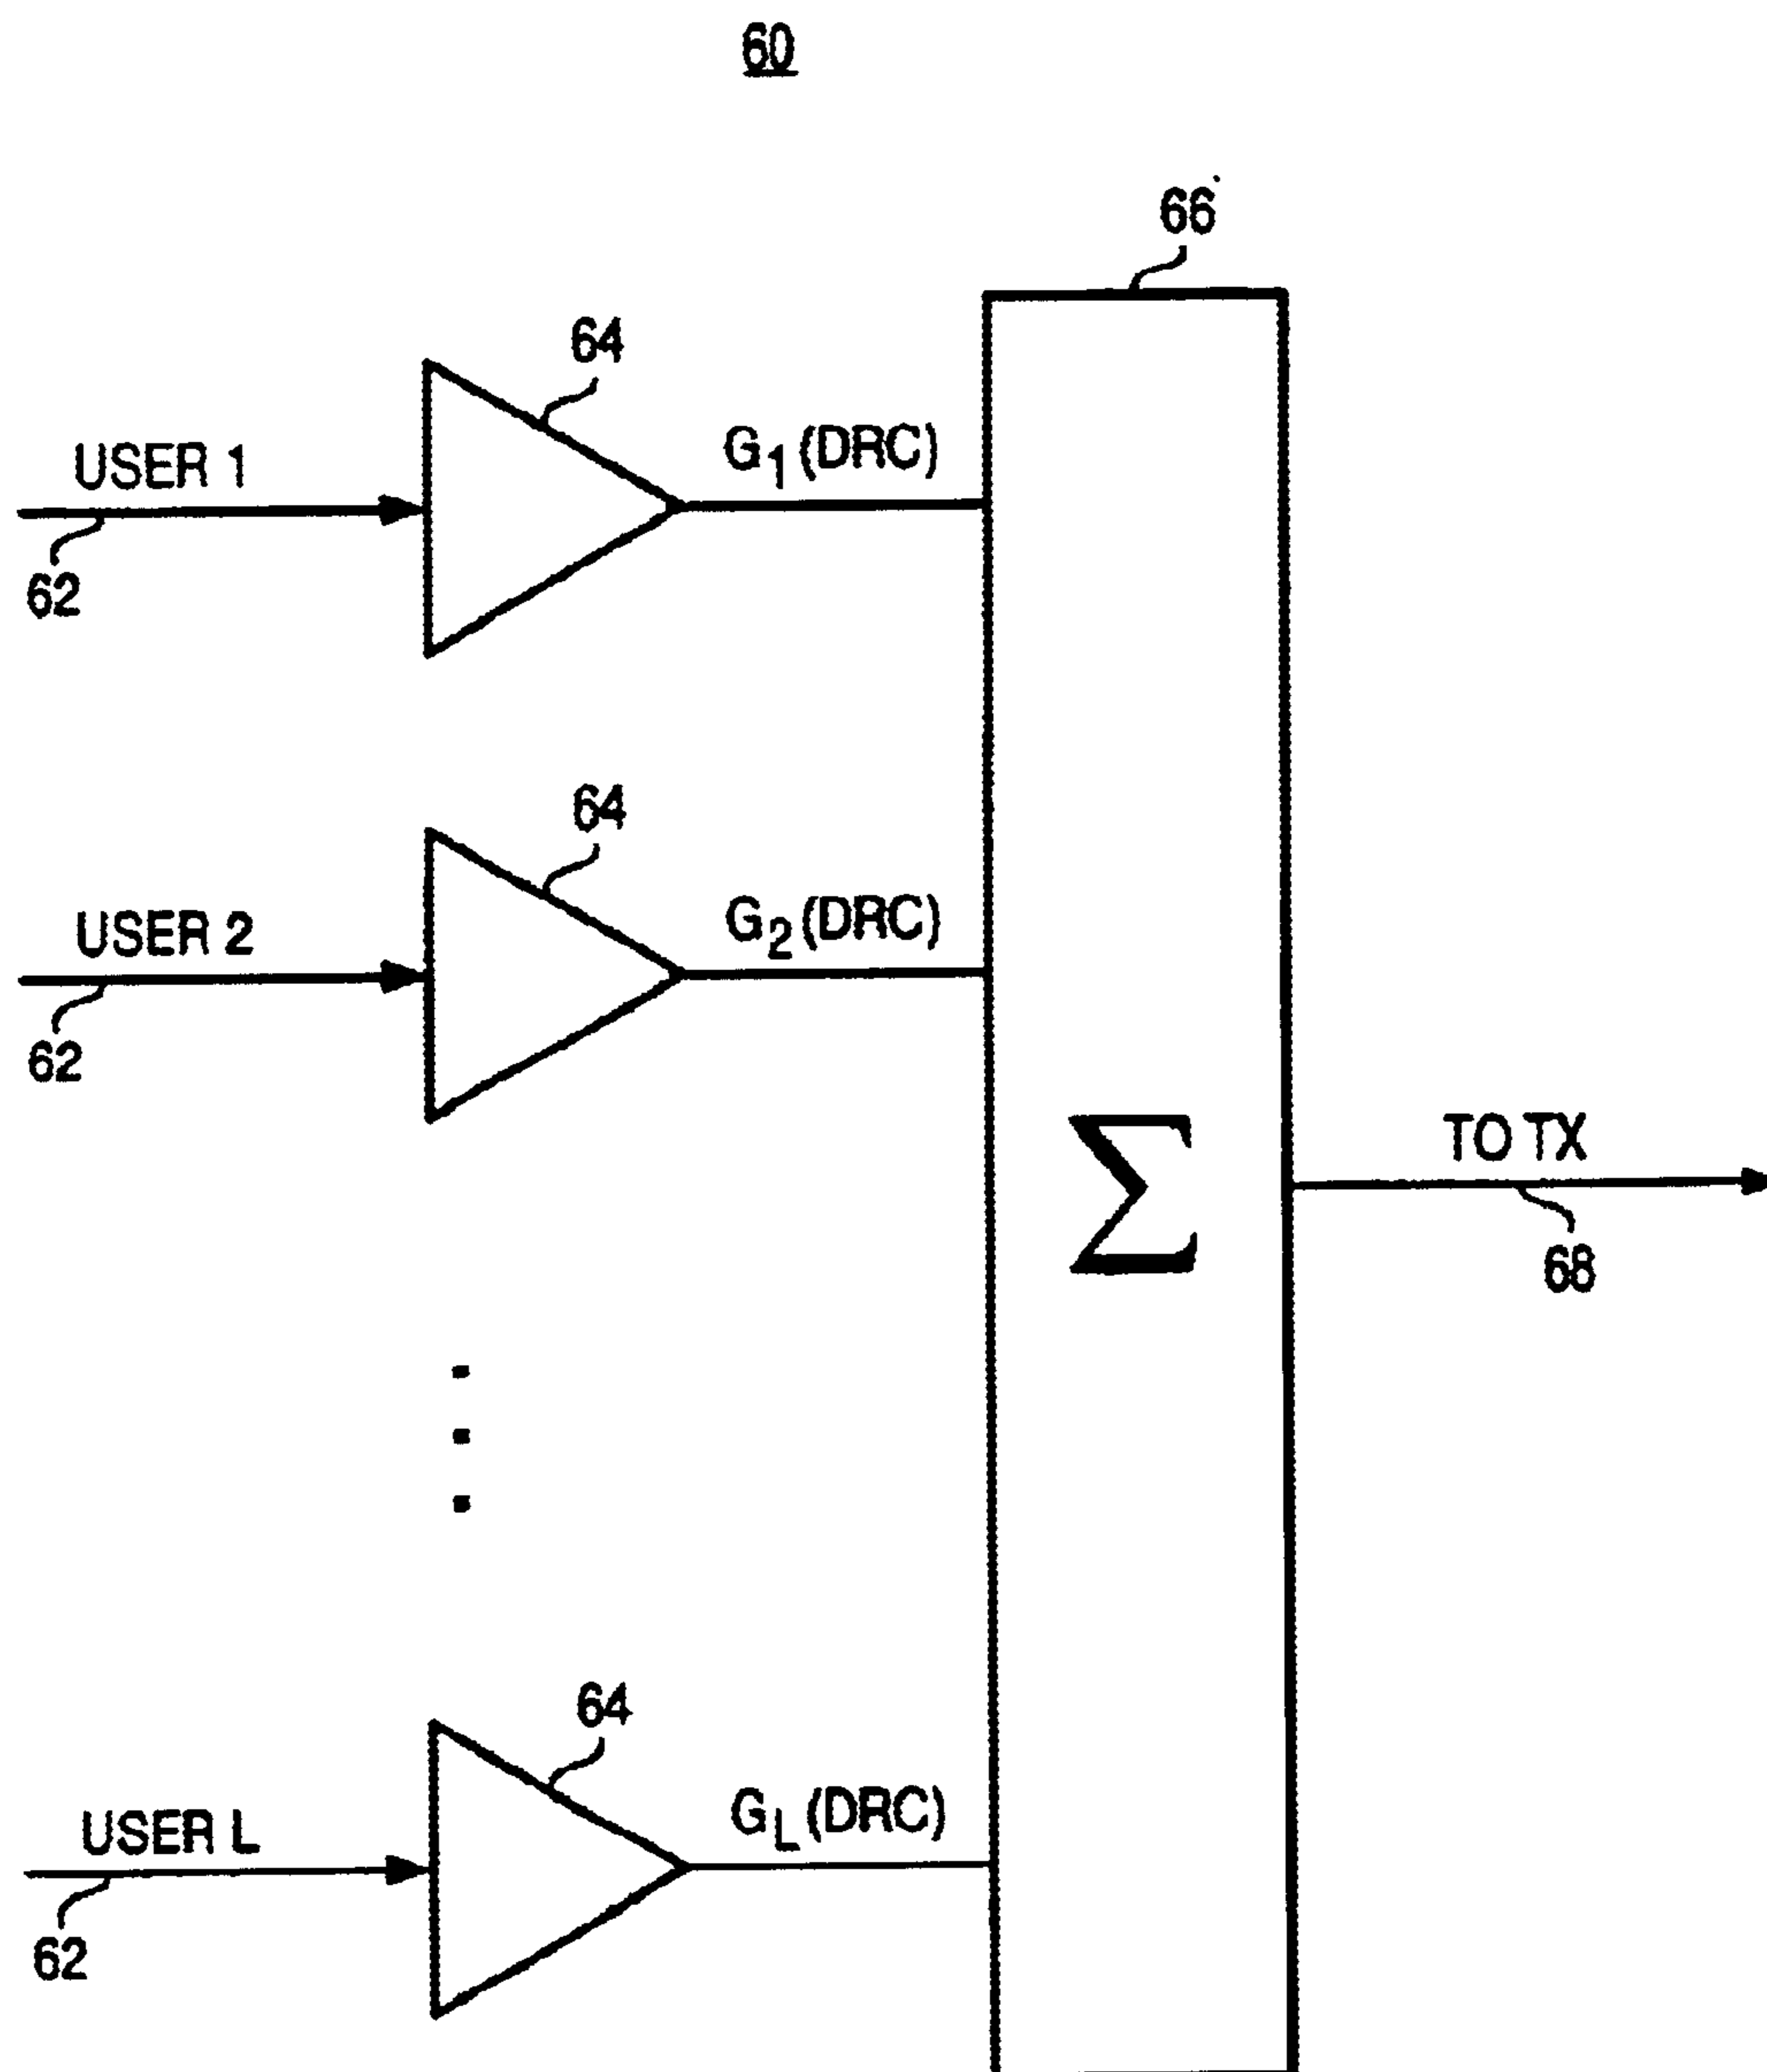 60
66
64
USER 1
G1(DRC)
62
64
USER 2
G2(DRC)
62
Σ
TO TX
68
64
USER L
GL(DRC)
62